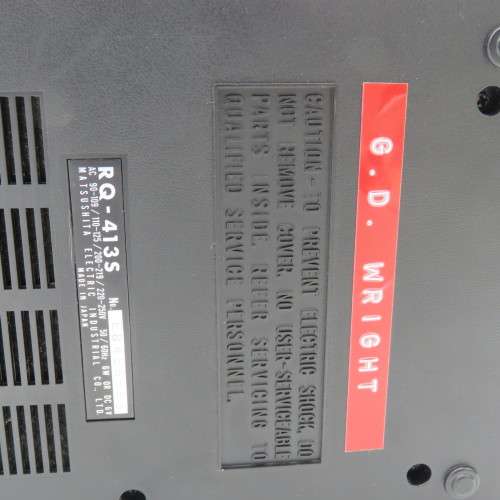 G.D. WRIGHT
CAUTION-TO PREVENT ELECTRIC SHOCK, DO
NOT REMOVE COVER, NO USER-SERVICEABLE
PARTS INSIDE, REFER SERVICING TO
QUALIFIED SERVICE PERSONNEL.
RQ-413S No.
AC 90-109/110-125/200-219/220-250V 50/60Hz 6W OR DC 6V
MATSUSHITA ELECTRIC INDUSTRIAL CO., LTD.
MADE IN JAPAN